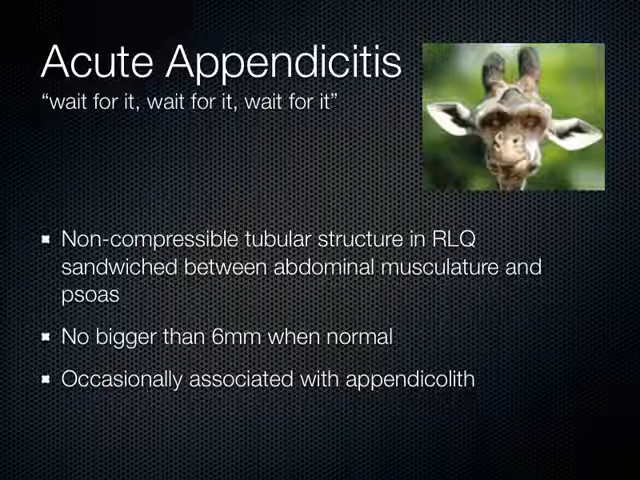 Acute Appendicitis
“wait for it, wait for it, wait for it”
Non-compressible tubular structure in RLQ
sandwiched between abdominal musculature and
psoas
No bigger than 6mm when normal
Occasionally associated with appendicolith